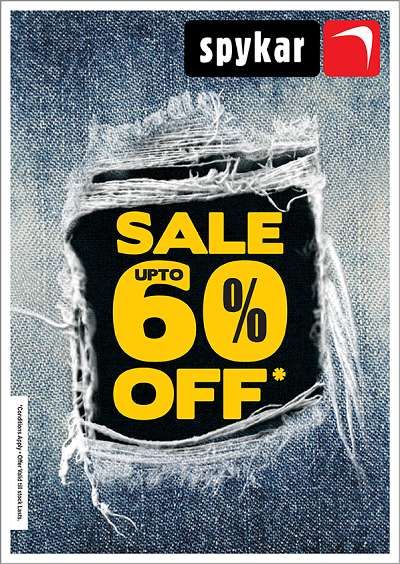 spykar
SALE
UPTO
60%
OFF*
*Conditions Apply • Offer Valid till stock Lasts.